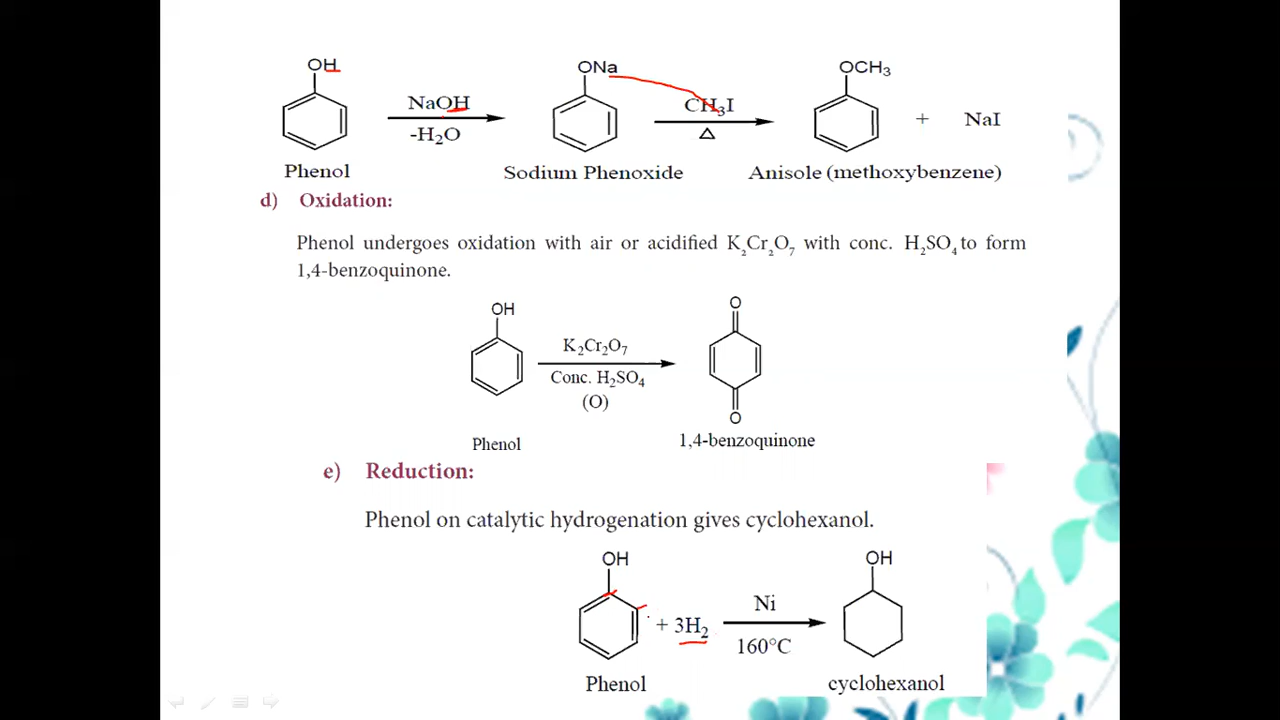 OH ONa OCH₃
NaOH CH₃I
-H₂O △ + NaI
Phenol Sodium Phenoxide Anisole (methoxybenzene)
d) Oxidation:
Phenol undergoes oxidation with air or acidified K₂Cr₂O₇ with conc. H₂SO₄ to form
1,4-benzoquinone.
OH O
K₂Cr₂O₇
Conc. H₂SO₄
(O)
O
Phenol 1,4-benzoquinone
e) Reduction:
Phenol on catalytic hydrogenation gives cyclohexanol.
OH OH
+ 3H₂ Ni
160°C
Phenol cyclohexanol